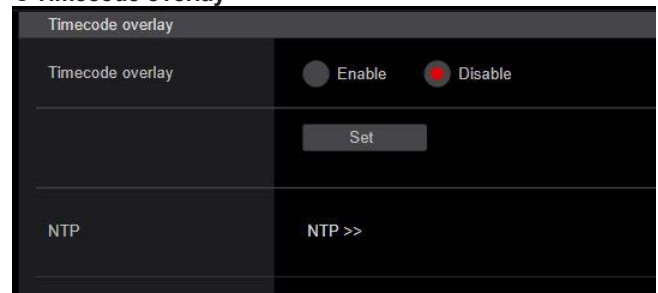 Timecode overlay
Timecode overlay Enable Disable
Set
NTP NTP >>